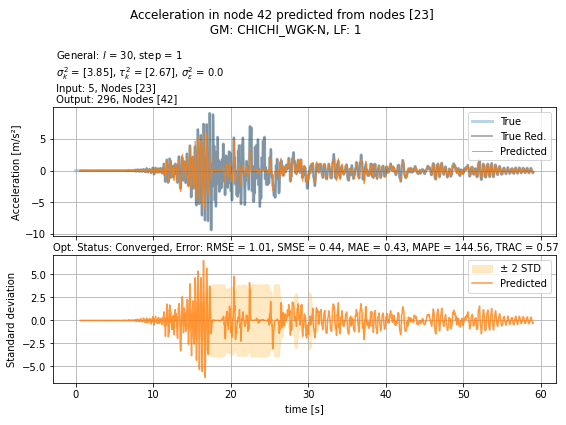 Acceleration in node 42 predicted from nodes [23]
GM: CHICHI_WGK-N, LF: 1
General: l = 30, step = 1
σ²ₖ = [3.85], τ²ₖ = [2.67], σ²ε = 0.0
Input: 5, Nodes [23]
Output: 296, Nodes [42]
Acceleration [m/s²]
5
0
−5
−10
True
True Red.
Predicted
Opt. Status: Converged, Error: RMSE = 1.01, SMSE = 0.44, MAE = 0.43, MAPE = 144.56, TRAC = 0.57
Standard deviation
5.0
2.5
0.0
−2.5
−5.0
± 2 STD
Predicted
0 10 20 30 40 50 60
time [s]